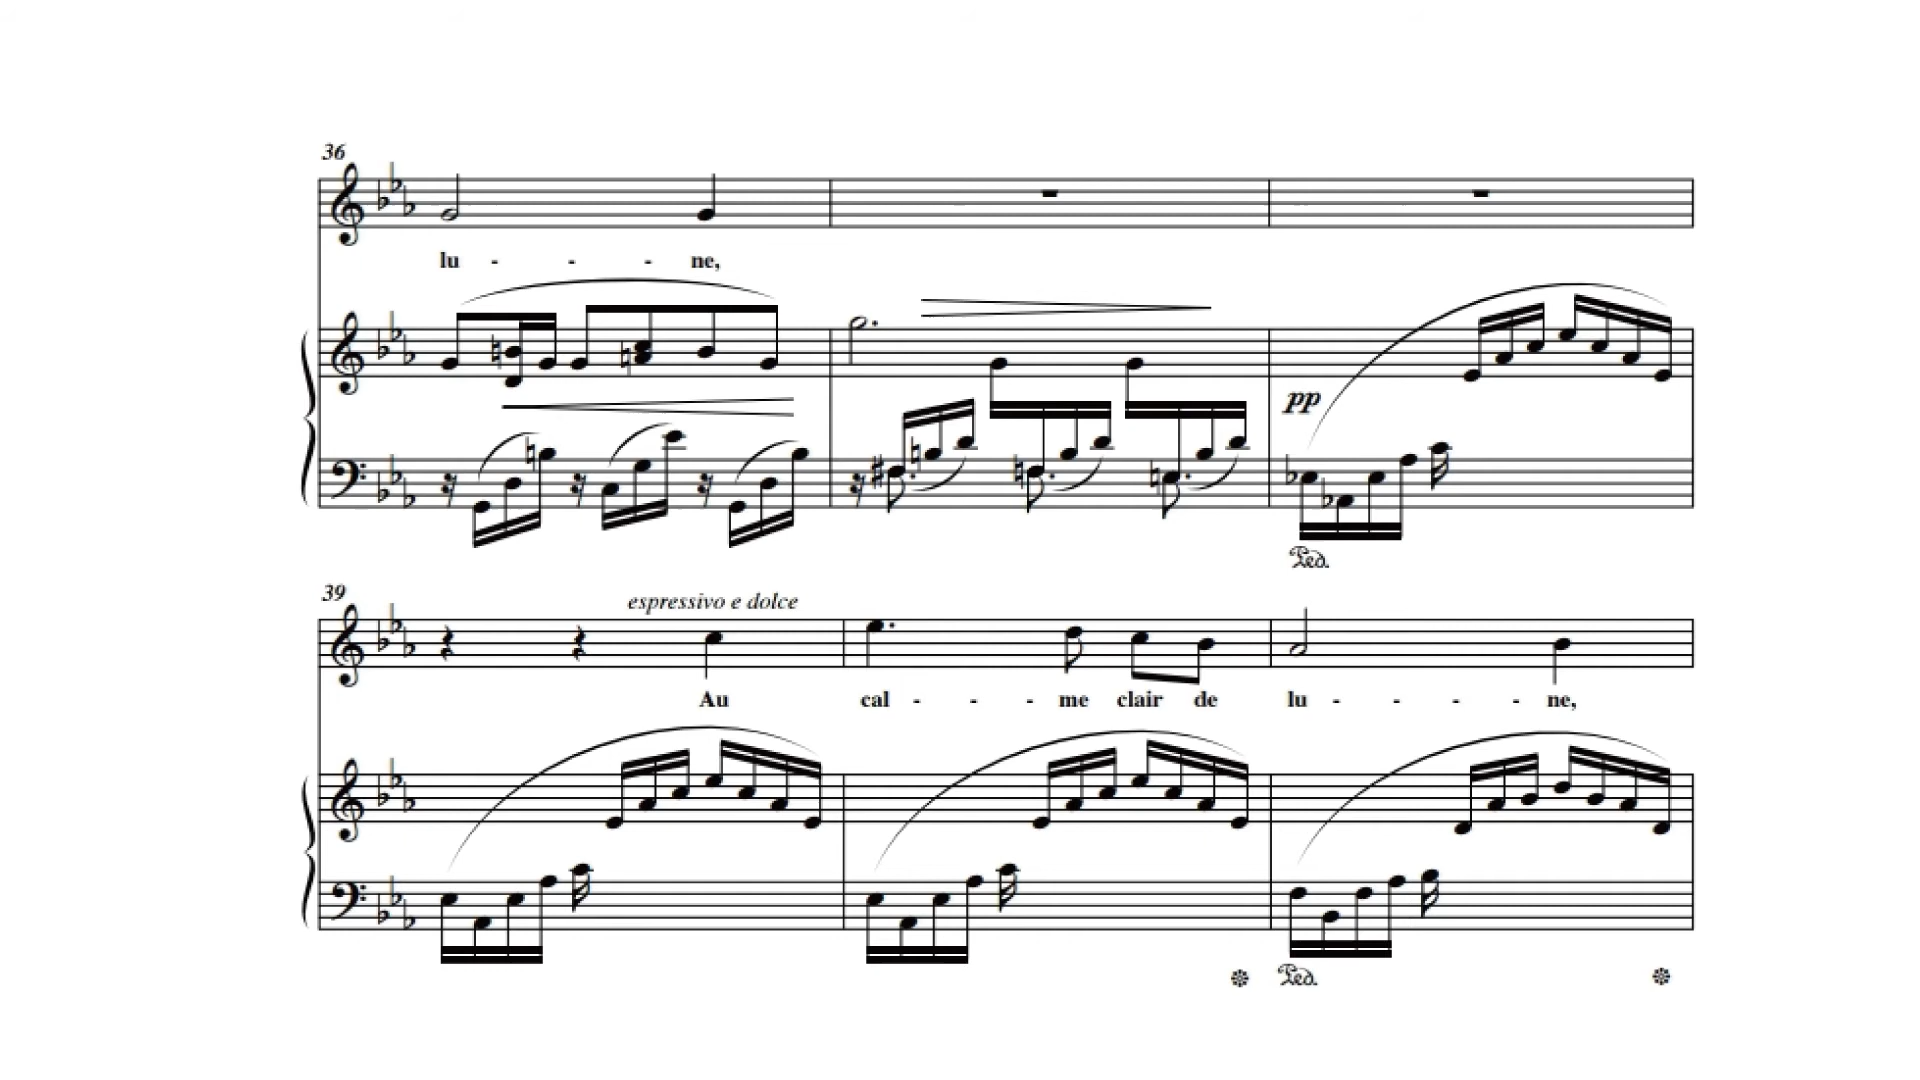 36
lu - - - ne,
pp
Ped.
39
espressivo e dolce
Au cal - - - me clair de lu - - - ne,
Ped.